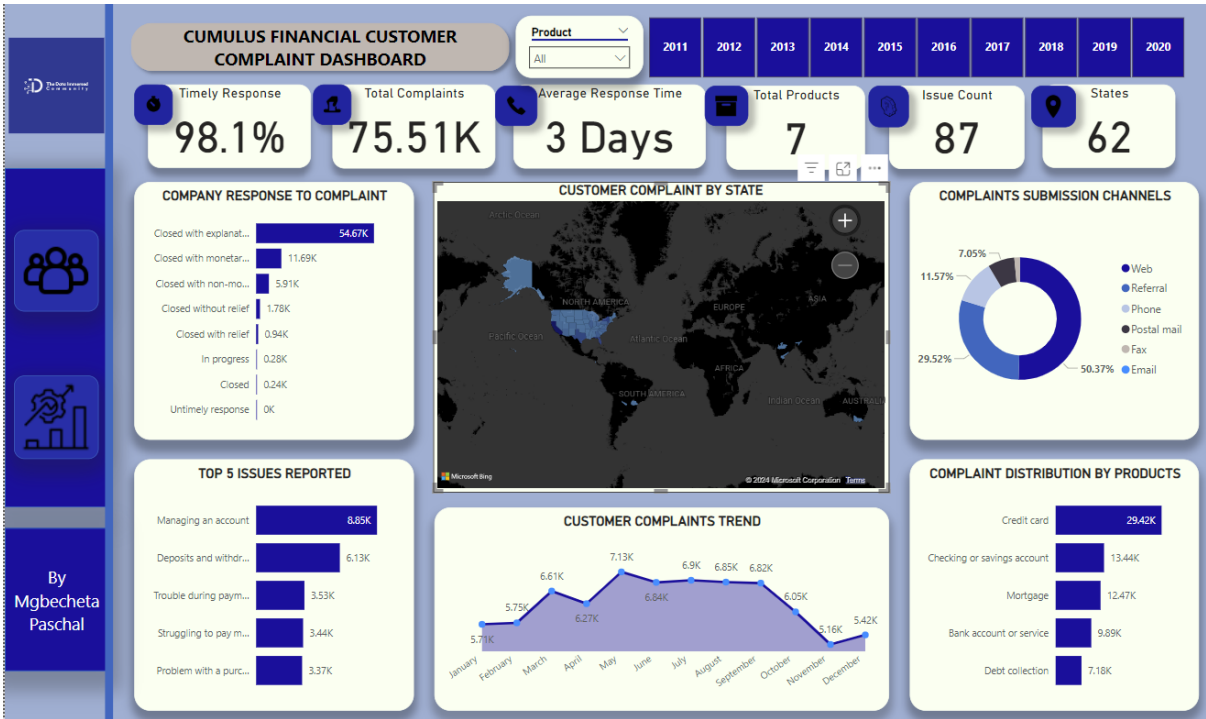 CUMULUS FINANCIAL CUSTOMER
COMPLAINT DASHBOARD
Product
All
2011
2012
2013
2014
2015
2016
2017
2018
2019
2020
The Data Immersed
Community
Timely Response
98.1%
Total Complaints
75.51K
Average Response Time
3 Days
Total Products
7
Issue Count
87
States
62
COMPANY RESPONSE TO COMPLAINT
Closed with explanat... 54.67K
Closed with monetar... 11.69K
Closed with non-mo... 5.91K
Closed without relief 1.78K
Closed with relief 0.94K
In progress 0.28K
Closed 0.24K
Untimely response 0K
CUSTOMER COMPLAINT BY STATE
Arctic Ocean
NORTH AMERICA
EUROPE
ASIA
Pacific Ocean
Atlantic Ocean
AFRICA
SOUTH AMERICA
Indian Ocean
AUSTRALI
Microsoft Bing
© 2024 Microsoft Corporation Terms
COMPLAINTS SUBMISSION CHANNELS
7.05%
11.57%
29.52%
50.37%
Web
Referral
Phone
Postal mail
Fax
Email
TOP 5 ISSUES REPORTED
Managing an account 8.85K
Deposits and withdr... 6.13K
Trouble during paym... 3.53K
Struggling to pay m... 3.44K
Problem with a purc... 3.37K
CUSTOMER COMPLAINTS TREND
5.71K
5.75K
6.61K
6.27K
7.13K
6.64K
6.9K
6.85K
6.82K
6.05K
5.16K
5.42K
January
February
March
April
May
June
July
August
September
October
November
December
COMPLAINT DISTRIBUTION BY PRODUCTS
Credit card 29.42K
Checking or savings account 13.44K
Mortgage 12.47K
Bank account or service 9.89K
Debt collection 7.18K
By
Mgbecheta
Paschal